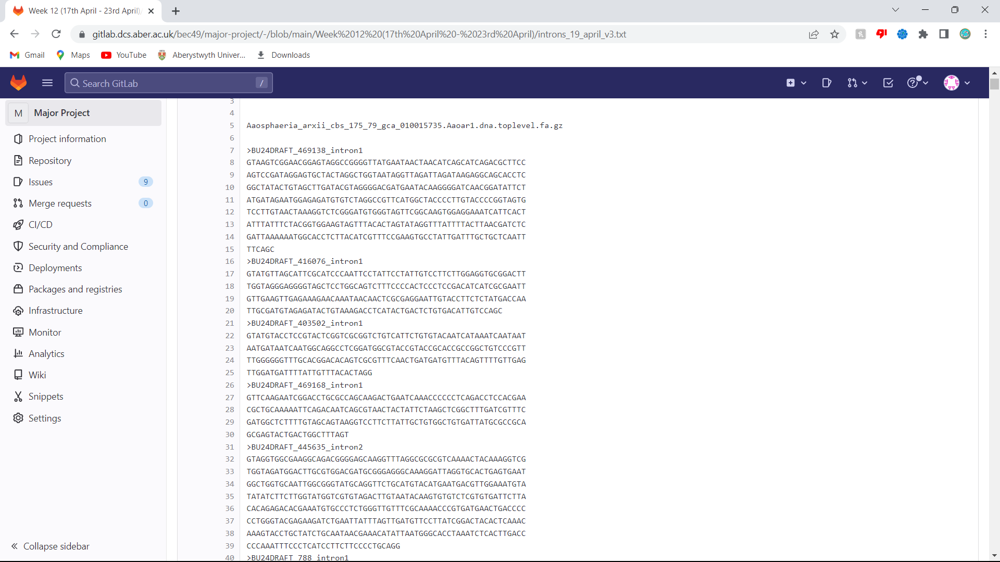 Week 12 (17th April - 23rd April)
gitlab.dcs.aber.ac.uk/bec49/major-project/-/blob/main/Week%2012%20(17th%20April%20-%2023rd%20April)/introns_19_april_v3.txt
Gmail Maps YouTube Aberystwyth Univer... Downloads
Search GitLab /
M Major Project
Project information
Repository
Issues 9
Merge requests 0
CI/CD
Security and Compliance
Deployments
Packages and registries
Infrastructure
Monitor
Analytics
Wiki
Snippets
Settings
Collapse sidebar
3
4
5 Aaosphaeria_arxii_cbs_175_79_gca_010015735.Aaoar1.dna.toplevel.fa.gz
6
7 >BU24DRAFT_469138_intron1
8 GTAAGTCGGAACGGAGTAGGCCGGGGTTATGAATAACTAACATCAGCATCAGACGCTTCC
9 AGTCCGATAGGAGTGCTACTAGGCTGGTAATAGGTTAGATTAGATAAGAGGCAGCACCTC
10 GGCTATACTGTAGCTTGATACGTAGGGGACGATGAATACAAGGGGATCAACGGATATTCT
11 ATGATAGAATGGAGAGATGTGTCTAGGCCGTTCATGGCTACCCCTTGTACCCCGGTAGTG
12 TCCTTGTAACTAAAGGTCTCGGGATGTGGGTAGTTCGGCAAGTGGAGGAAATCATTCACT
13 ATTTATTTCTACGGTGGAAGTAGTTTACACTAGTATAGGTTTATTTTACTTAACGATCTC
14 GATTAAAAAATGGCACCTCTTACATCGTTTCCGAAGTGCCTATTGATTTGCTGCTCAATT
15 TTCAGC
16 >BU24DRAFT_416076_intron1
17 GTATGTTAGCATTCGCATCCCAATTCCTATTCCTATTGTCCTTCTTGGAGGTGCGGACTT
18 TGGTAGGGAGGGGTAGCTCCTGGCAGTCTTTCCCCACTCCCTCCGACATCATCGCGAATT
19 GTTGAAGTTGAGAAAGAACAAATAACAACTCGCGAGGAATTGTACCTTCTCTATGACCAA
20 TTGCGATGTAGAGATACTGTAAAGACCTCATACTGACTCTGTGACATTGTCCAGC
21 >BU24DRAFT_403502_intron1
22 GTATGTACCTCCGTACTCGGTCGCGGTCTGTCATTCTGTGTACAATCATAAATCAATAAT
23 AATGATAATCAATGGCAGGCCTCGGATGGCGTACCGTACCGCACCGCCGGCTGTCCCGTT
24 TTGGGGGGTTTGCACGGACACAGTCGCGTTTCAACTGATGATGTTTACAGTTTTGTTGAG
25 TTGGATGATTTTATTGTTTACACTAGG
26 >BU24DRAFT_469168_intron1
27 GTTCAAGAATCGGACCTGCGCCAGCAAGACTGAATCAAACCCCCCTCAGACCTCCACGAA
28 CGCTGCAAAAATTCAGACAATCAGCGTAACTACTATTCTAAGCTCGGCTTTGATCGTTTC
29 GATGGCTCTTTTGTAGCAGTAAGGTCCTTCTTATTGCTGTGGCTGTGATTATGCGCCGCA
30 GCGAGTACTGACTGGCTTTAGT
31 >BU24DRAFT_445635_intron2
32 GTAGGTGGCGAAGGCAGACGGGGAGCAAGGTTTAGGCGCGCGTCAAAACTACAAAGGTCG
33 TGGTAGATGGACTTGCGTGGACGATGCGGGAGGGCAAAGGATTAGGTGCACTGAGTGAAT
34 GGCTGGTGCAATTGGCGGGTATGCAGGTTCTGCATGTACATGAATGACGTTGGAAATGTA
35 TATATCTTCTTGGTATGGTCGTGTAGACTTGTAATACAAGTGTGTCTCGTGTGATTCTTA
36 CACAGAGACACGAAATGTGCCCTCTGGGTTGTTTCGCAAAACCCGTGATGAACTGACCCC
37 CCTGGGTACGAGAAGATCTGAATTATTTAGTTGATGTTCCTTATCGGACTACACTCAAAC
38 AAAGTACCTGCTATCTGCAATAACGAAACATATTAATGGGCACCTAAATCTCACTTGACC
39 CCCAAATTTCCCTCATCCTTCTTCCCCTGCAGG
40 >BU24DRAFT_788_intron1